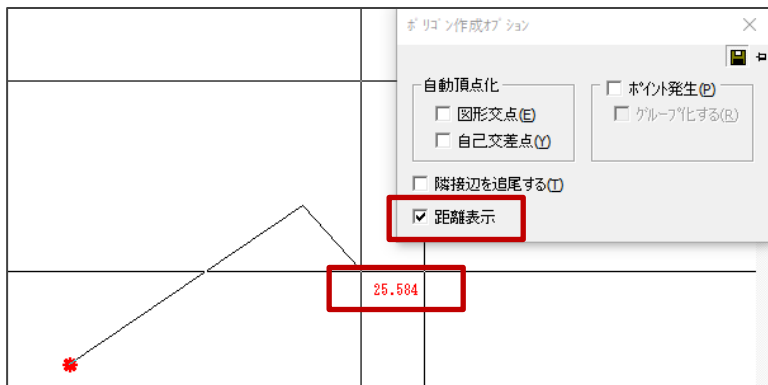 ﾎﾟﾘｺﾞﾝ作成ｵﾌﾟｼｮﾝ
自動頂点化
図形交点(E)
自己交差点(Y)
ﾎﾟｲﾝﾄ発生(P)
ｸﾞﾙｰﾌﾟ化する(R)
隣接辺を追尾する(T)
距離表示
25.584